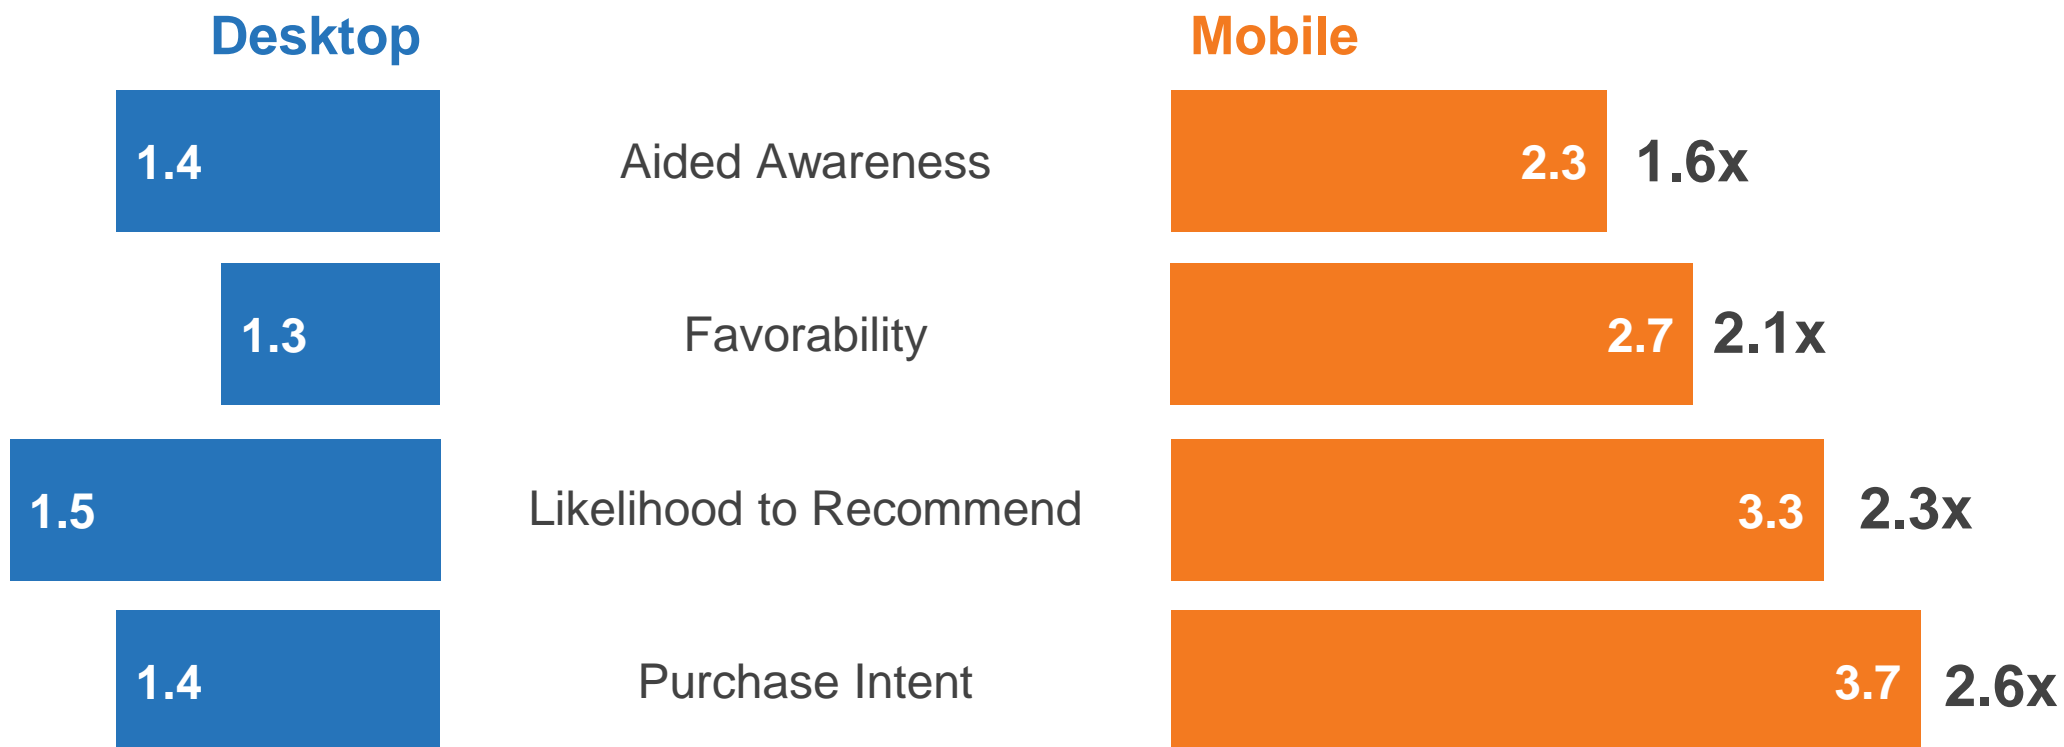 Desktop Mobile
1.4 Aided Awareness 2.3 1.6x
1.3 Favorability 2.7 2.1x
1.5 Likelihood to Recommend 3.3 2.3x
1.4 Purchase Intent 3.7 2.6x